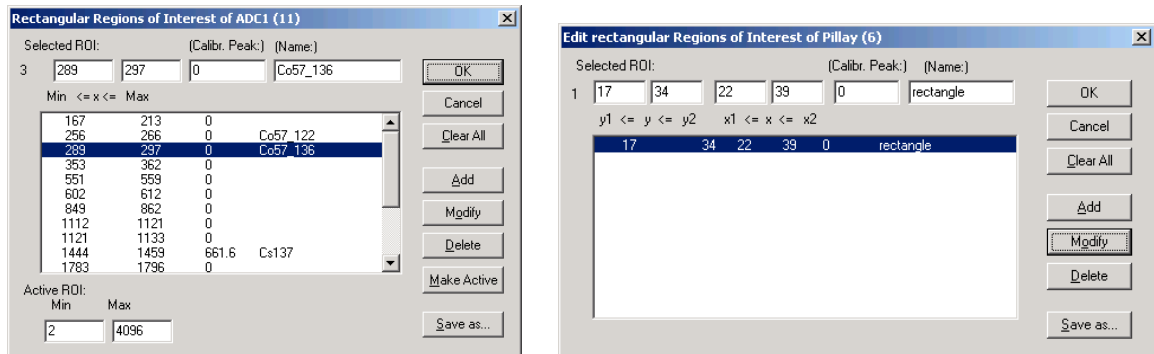 Rectangular Regions of Interest of ADC1 (11)
Selected ROI: (Calibr. Peak:) (Name:)
3 289 297 0 Co57_136
Min <= x <= Max
167 213 0
256 266 0 Co57_122
289 297 0 Co57_136
353 362 0
551 559 0
602 612 0
849 862 0
1112 1121 0
1121 1133 0
1444 1459 661.6 Cs137
1783 1796 0
Active ROI:
Min Max
2 4096
OK
Cancel
Clear All
Add
Modify
Delete
Make Active
Save as...
Edit rectangular Regions of Interest of Pillay (6)
Selected ROI: (Calibr. Peak:) (Name:)
1 17 34 22 39 0 rectangle
y1 <= y <= y2 x1 <= x <= x2
17 34 22 39 0 rectangle
OK
Cancel
Clear All
Add
Modify
Delete
Save as...